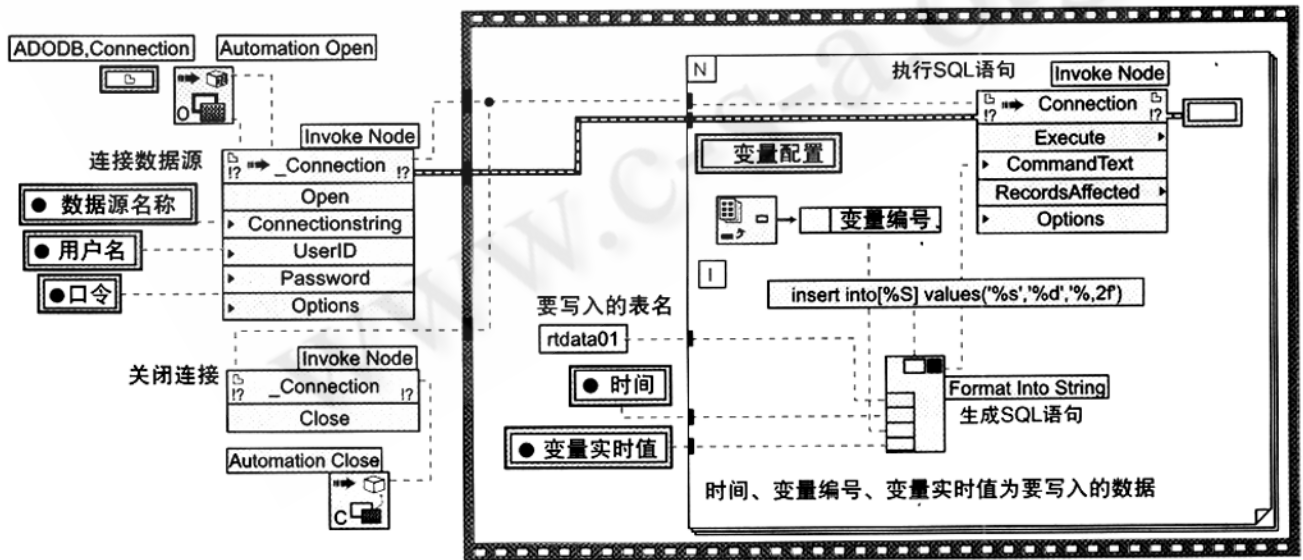 ADODB,Connection
Automation Open
Invoke Node
连接数据源
_Connection
Open
Connectionstring
UserID
Password
Options
● 数据源名称
● 用户名
●口令
关闭连接
Invoke Node
_Connection
Close
Automation Close
C
N
执行SQL语句
Invoke Node
Connection
Execute
CommandText
RecordsAffected
Options
变量配置
变量编号
I
insert into[%S] values('%s','%d','%,2f')
要写入的表名
rtdata01
● 时间
● 变量实时值
Format Into String
生成SQL语句
时间、变量编号、变量实时值为要写入的数据